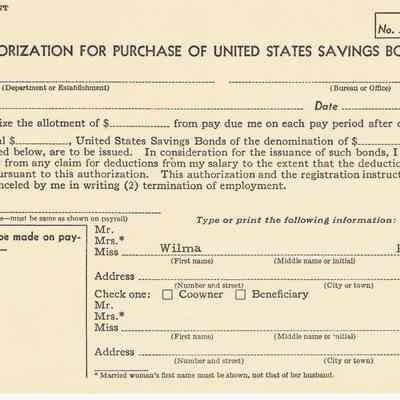 No.
ORIZATION FOR PURCHASE OF UNITED STATES SAVINGS BO
(Department or Establishment) (Bureau or Office)
Date
ize the allotment of $ from pay due me on each pay period after d
l $, United States Savings Bonds of the denomination of $
ed below, are to be issued. In consideration for the issuance of such bonds, I
from any claim for deductions from my salary to the extent that the deductio
ursuant to this authorization. This authorization and the registration instruct
nceled by me in writing (2) termination of employment.
e—must be same as shown on payroll) Type or print the following information:
be made on pay-
Mr.
Mrs.*
Miss Wilma
(First name) (Middle name or initial)
Address
(Number and street) (City or town)
Check one: Coowner Beneficiary
Mr.
Mrs.*
Miss
(First name) (Middle name or initial)
Address
(Number and street) (City or town)
* Married woman's first name must be shown, not that of her husband.